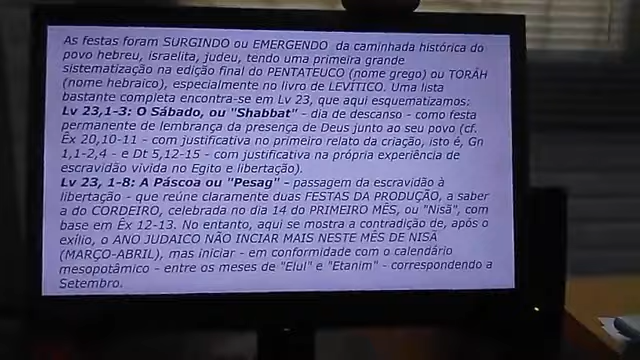 As festas foram SURGINDO ou EMERGENDO da caminhada histórica do
povo hebreu, israelita, judeu, tendo uma primeira grande
sistematização na edição final do PENTATEUCO (nome grego) ou TORÁH
(nome hebraico), especialmente no livro de LEVÍTICO. Uma lista
bastante completa encontra-se em Lv 23, que aqui esquematizamos:
Lv 23,1-3: O Sábado, ou "Shabbat" - dia de descanso - como festa
permanente de lembrança da presença de Deus junto ao seu povo (cf.
Êx 20,10-11 - com justificativa no primeiro relato da criação, isto é, Gn
1,1-2,4 - e Dt 5,12-15 - com justificativa na própria experiência de
escravidão vivida no Egito e libertação).
Lv 23, 1-8: A Páscoa ou "Pesag" - passagem da escravidão à
libertação - que reúne claramente duas FESTAS DA PRODUÇÃO, a saber
a do CORDEIRO, celebrada no dia 14 do PRIMEIRO MÊS, ou "Nisã", com
base em Êx 12-13. No entanto, aqui se mostra a contradição de, após o
exílio, o ANO JUDAICO NÃO INCIAR MAIS NESTE MÊS DE NISÃ
(MARÇO-ABRIL), mas iniciar - em conformidade com o calendário
mesopotâmico - entre os meses de "Elul" e "Etanim" - correspondendo a
Setembro.